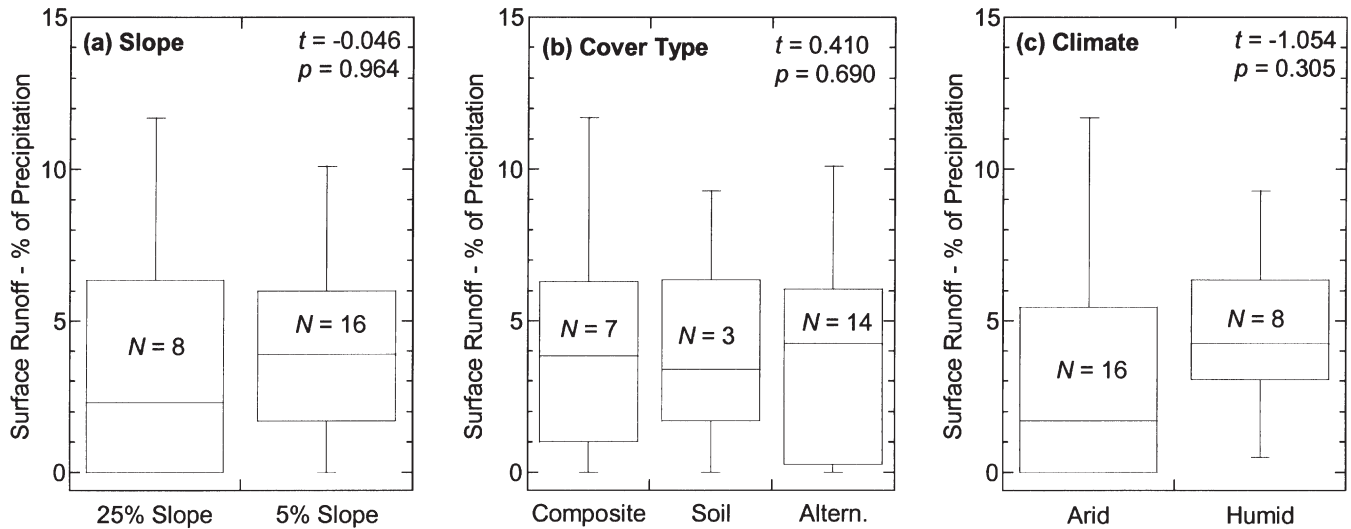 Surface Runoff - % of Precipitation
15
10
5
0
(a) Slope
t = -0.046
p = 0.964
N = 8
N = 16
25% Slope
5% Slope
Surface Runoff - % of Precipitation
15
10
5
0
(b) Cover Type
t = 0.410
p = 0.690
N = 7
N = 3
N = 14
Composite
Soil
Altern.
Surface Runoff - % of Precipitation
15
10
5
0
(c) Climate
t = -1.054
p = 0.305
N = 16
N = 8
Arid
Humid